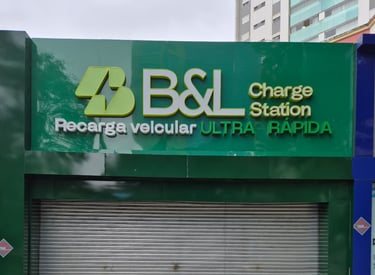 B&L
Charge
Station
Recarga veicular ULTRA RÁPIDA